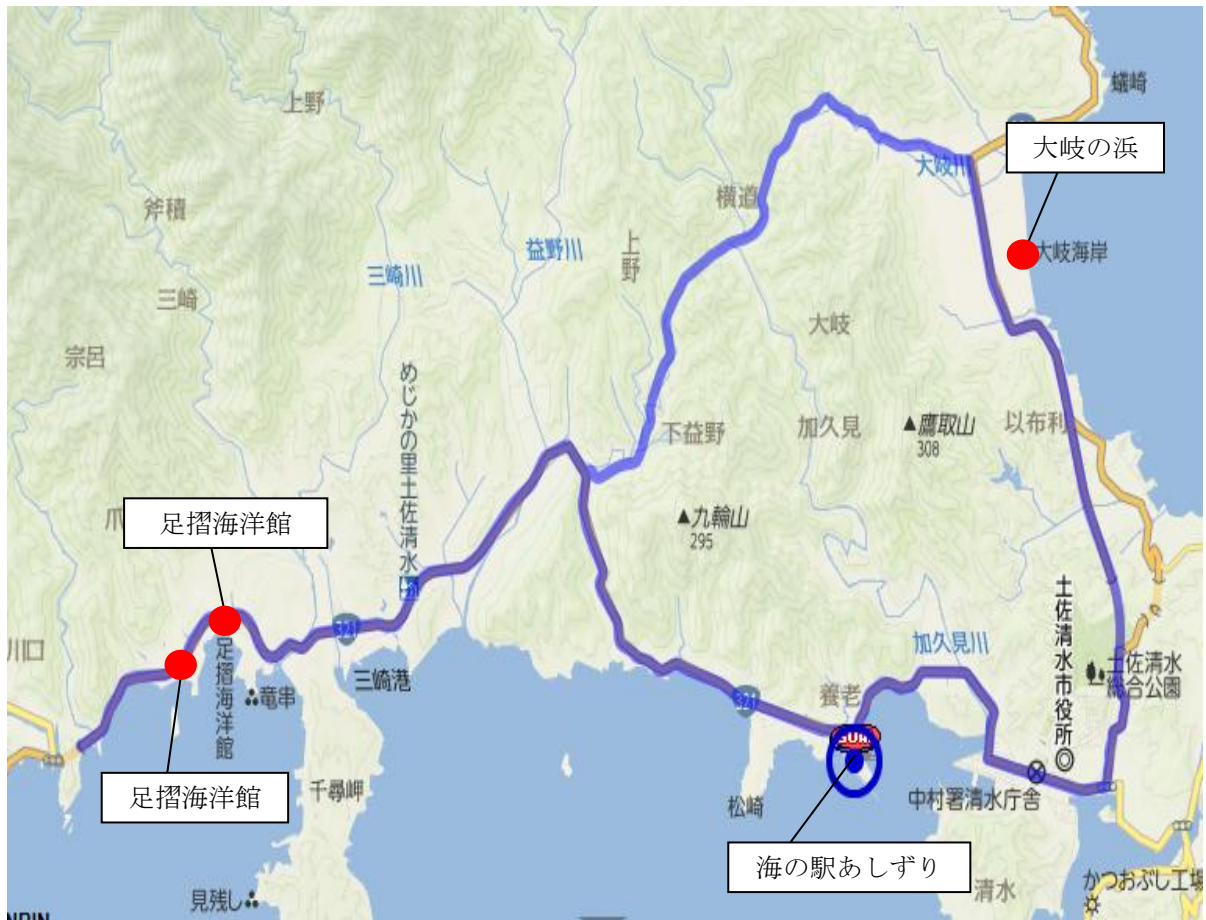 蟻崎
上野
大岐の浜
大岐川
斧積
横道
益野川
上野
大岐海岸
三崎川
三崎
大岐
宗呂
めじかの里土佐清水
下益野
加久見
▲鷹取山
308
以布利
足摺海洋館
爪
▲九輪山
295
321
加久見川
土佐清水市役所
土佐清水
総合公園
川口
足摺海洋館
竜串
三崎港
321
養老
足摺海洋館
千尋岬
松崎
中村署清水庁舎
海の駅あしずり
見残し
清水
かつおぶし工場